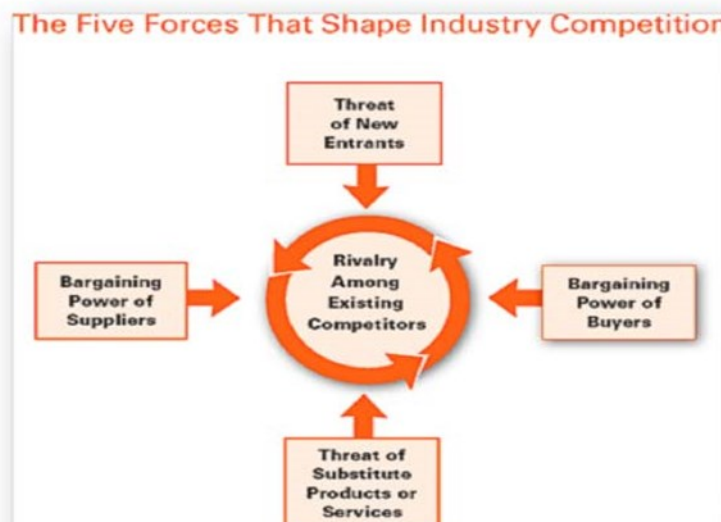 The Five Forces That Shape Industry Competition
Threat
of New
Entrants
Bargaining
Power of
Suppliers
Rivalry
Among
Existing
Competitors
Bargaining
Power of
Buyers
Threat of
Substitute
Products or
Services